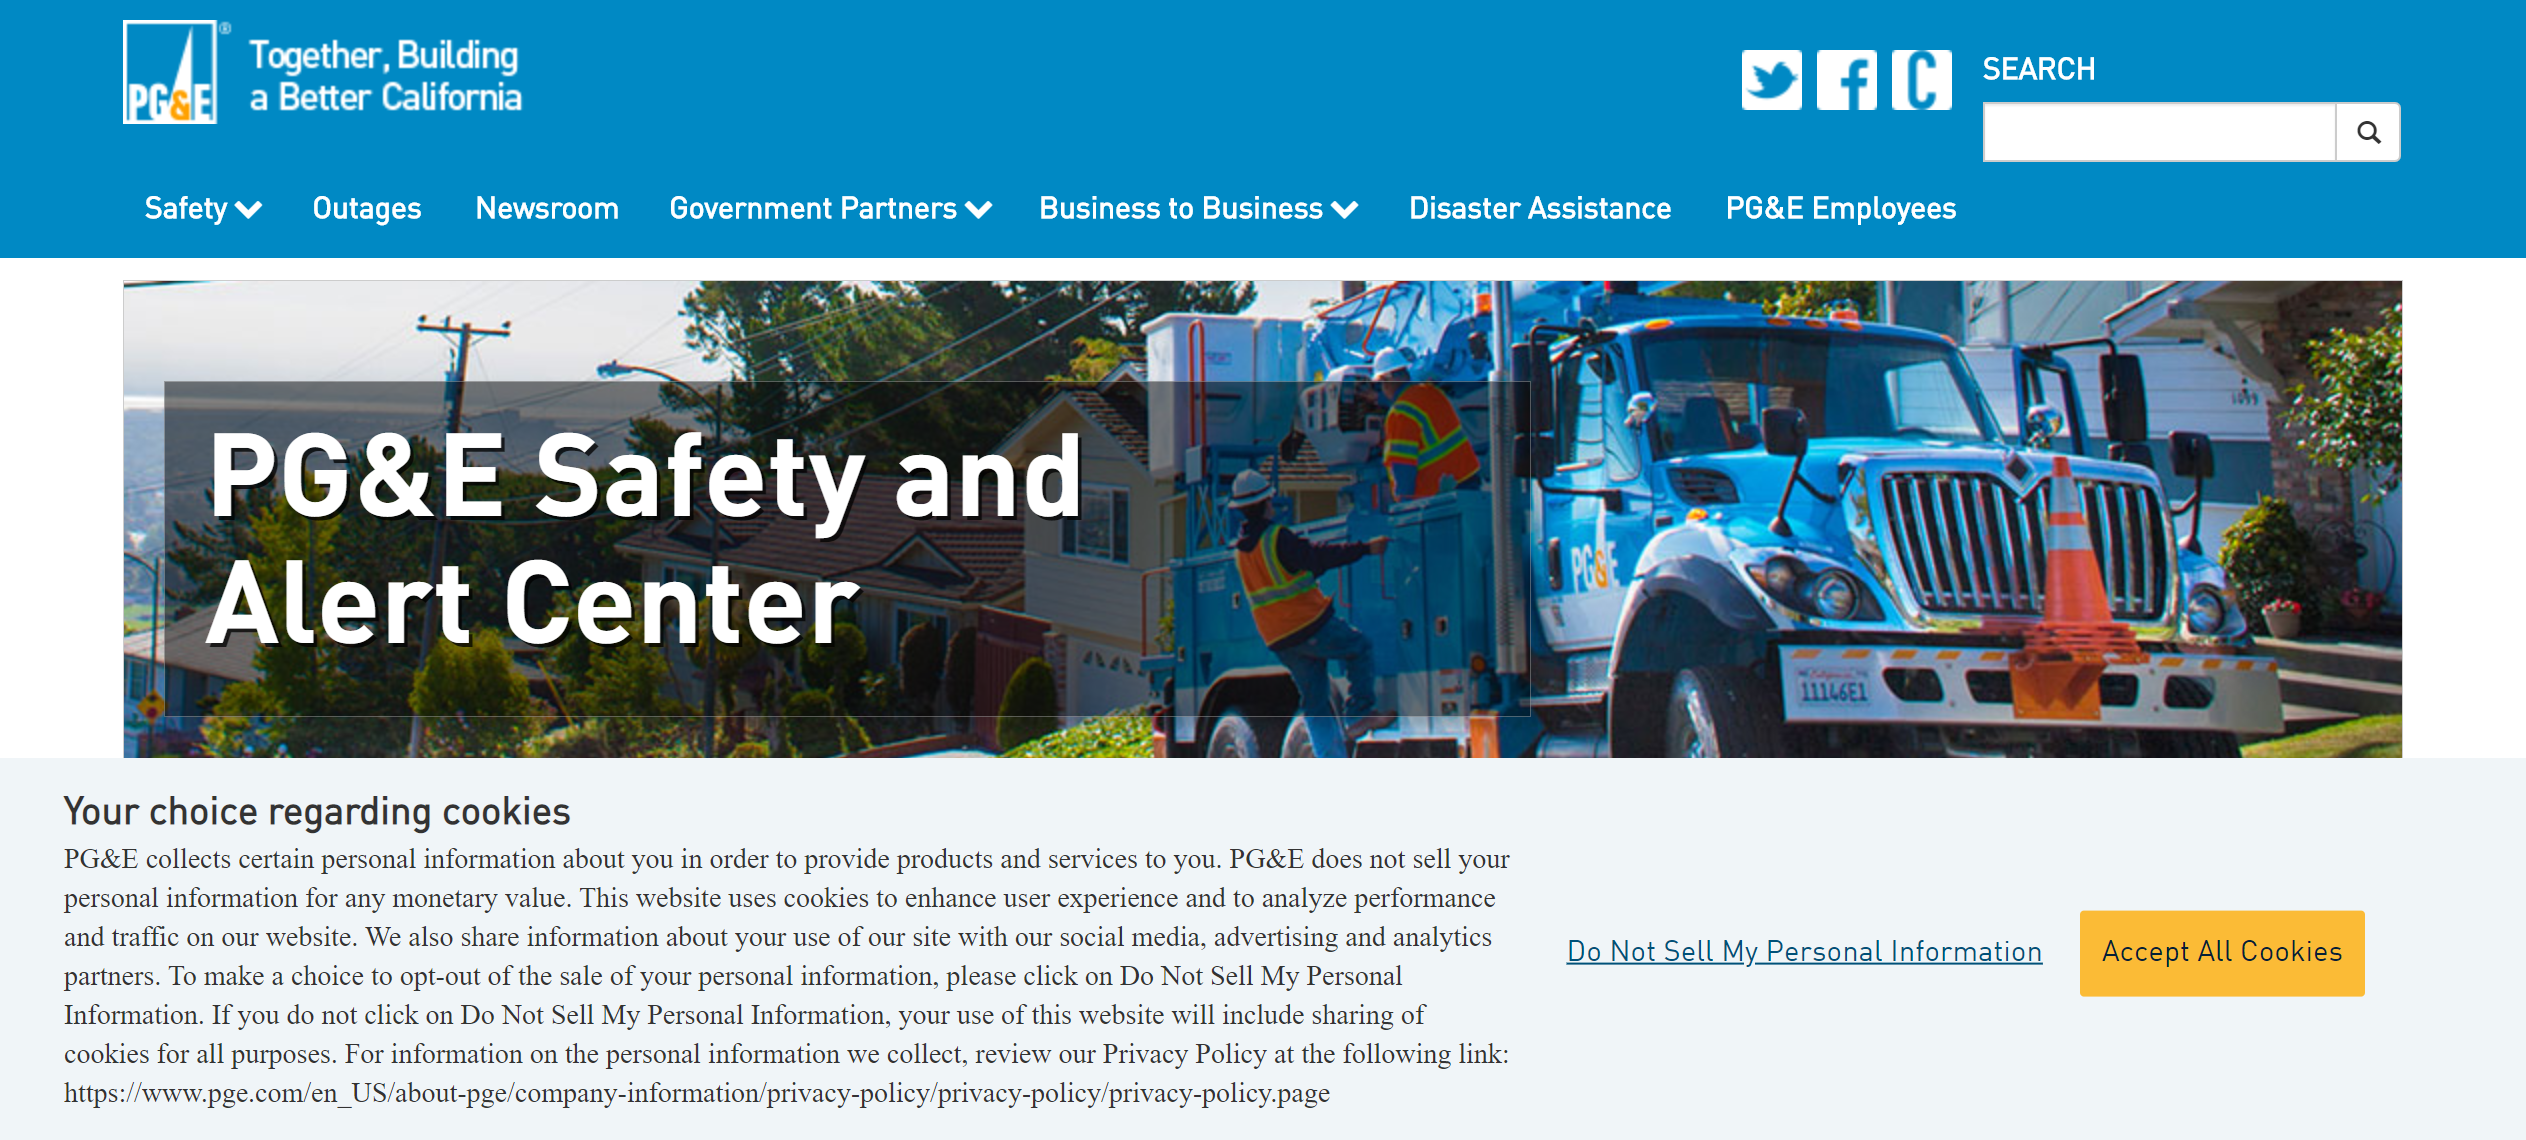 PG&E®
Together, Building
a Better California
SEARCH
Safety
Outages
Newsroom
Government Partners
Business to Business
Disaster Assistance
PG&E Employees
PG&E Safety and
Alert Center
PG&E
1099
California
11146E1
Your choice regarding cookies
PG&E collects certain personal information about you in order to provide products and services to you. PG&E does not sell your
personal information for any monetary value. This website uses cookies to enhance user experience and to analyze performance
and traffic on our website. We also share information about your use of our site with our social media, advertising and analytics
partners. To make a choice to opt-out of the sale of your personal information, please click on Do Not Sell My Personal
Information. If you do not click on Do Not Sell My Personal Information, your use of this website will include sharing of
cookies for all purposes. For information on the personal information we collect, review our Privacy Policy at the following link:
https://www.pge.com/en_US/about-pge/company-information/privacy-policy/privacy-policy/privacy-policy.page
Do Not Sell My Personal Information
Accept All Cookies